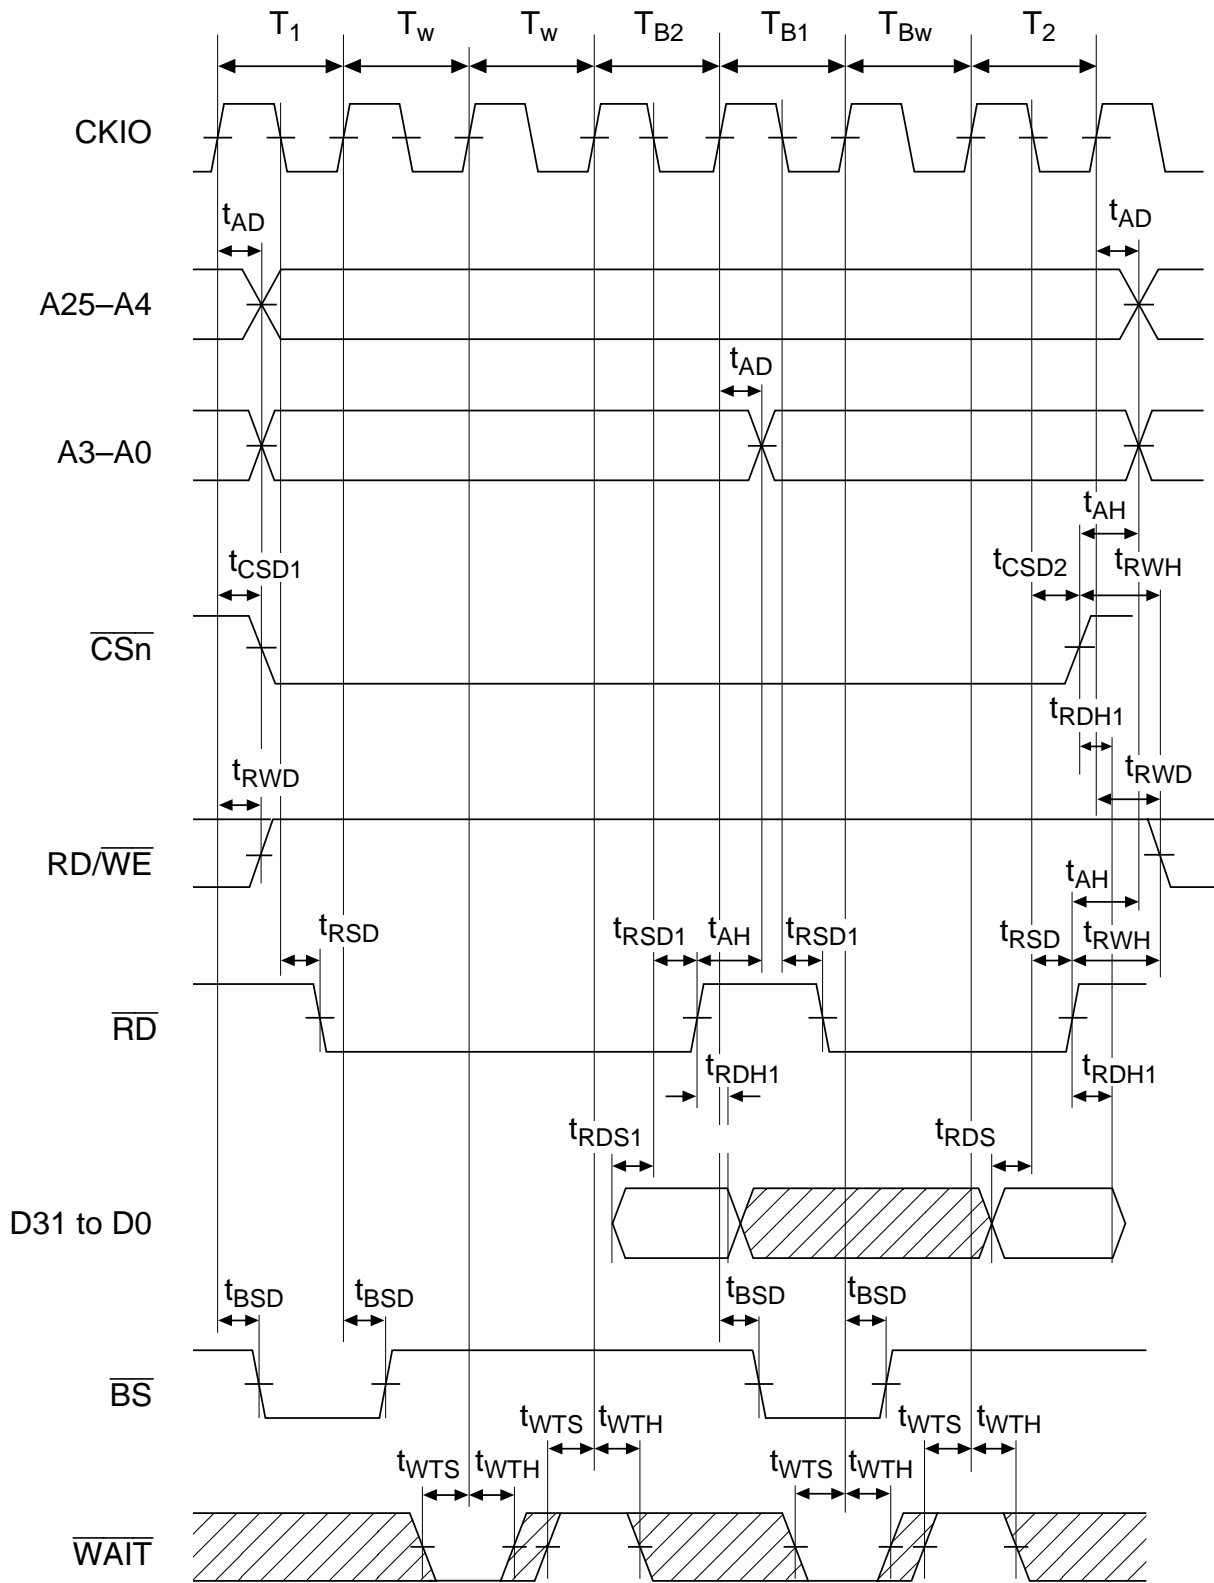 T1 Tw Tw TB2 TB1 TBw T2
CKIO
tAD tAD
A25–A4
tAD
A3–A0
tAH
tCSD1 tCSD2 tRWH
CSn
tRDH1
tRWD tRWD
RD/WE
tAH
tRSD tRSD1 tAH tRSD1 tRSD tRWH
RD
tRDH1 tRDH1
tRDS1 tRDS
D31 to D0
tBSD tBSD tBSD tBSD
BS
tWTS tWTH tWTS tWTH
tWTS tWTH tWTS tWTH
WAIT